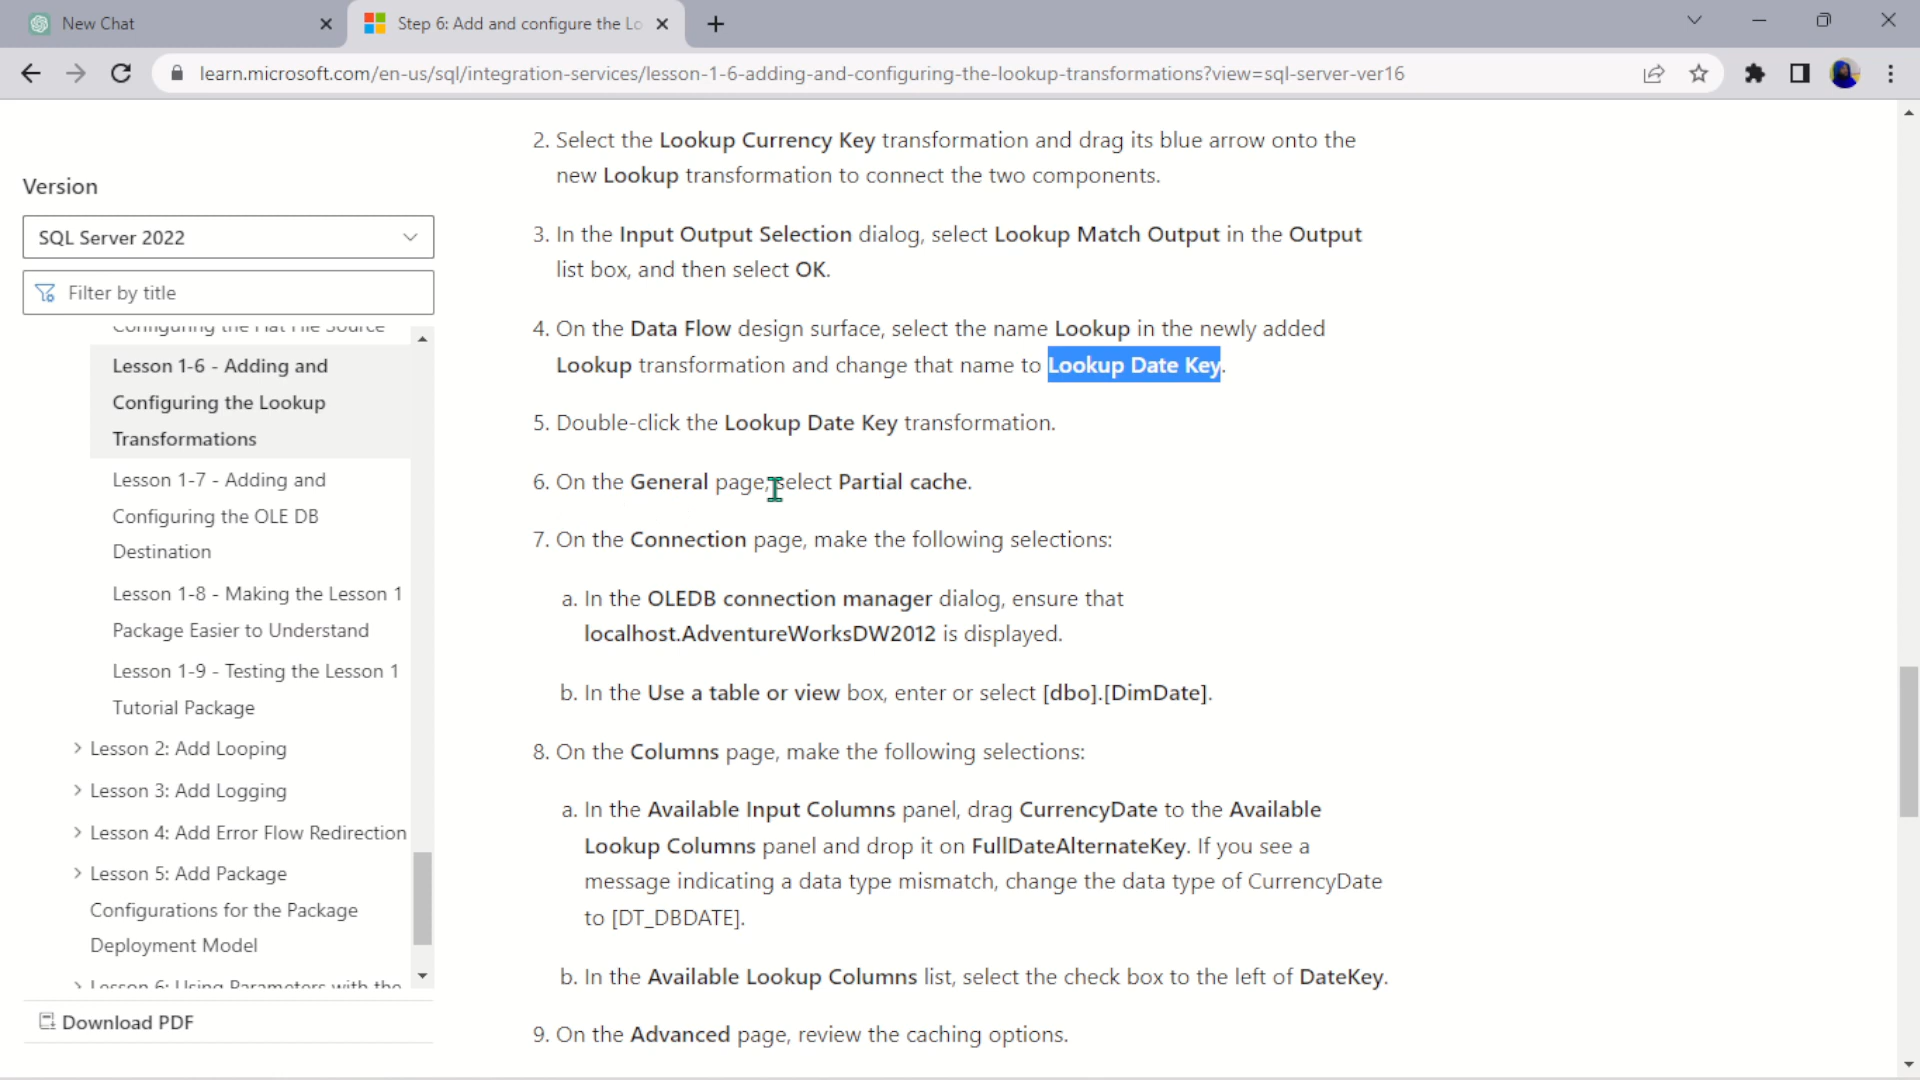 New Chat
Step 6: Add and configure the Lo
learn.microsoft.com/en-us/sql/integration-services/lesson-1-6-adding-and-configuring-the-lookup-transformations?view=sql-server-ver16
Version
SQL Server 2022
Filter by title
Configuring the Flat File Source
Lesson 1-6 - Adding and
Configuring the Lookup
Transformations
Lesson 1-7 - Adding and
Configuring the OLE DB
Destination
Lesson 1-8 - Making the Lesson 1
Package Easier to Understand
Lesson 1-9 - Testing the Lesson 1
Tutorial Package
Lesson 2: Add Looping
Lesson 3: Add Logging
Lesson 4: Add Error Flow Redirection
Lesson 5: Add Package
Configurations for the Package
Deployment Model
Lesson 6: Using Parameters with the
Download PDF
2. Select the Lookup Currency Key transformation and drag its blue arrow onto the
new Lookup transformation to connect the two components.
3. In the Input Output Selection dialog, select Lookup Match Output in the Output
list box, and then select OK.
4. On the Data Flow design surface, select the name Lookup in the newly added
Lookup transformation and change that name to Lookup Date Key.
5. Double-click the Lookup Date Key transformation.
6. On the General page, select Partial cache.
7. On the Connection page, make the following selections:
a. In the OLEDB connection manager dialog, ensure that
localhost.AdventureWorksDW2012 is displayed.
b. In the Use a table or view box, enter or select [dbo].[DimDate].
8. On the Columns page, make the following selections:
a. In the Available Input Columns panel, drag CurrencyDate to the Available
Lookup Columns panel and drop it on FullDateAlternateKey. If you see a
message indicating a data type mismatch, change the data type of CurrencyDate
to [DT_DBDATE].
b. In the Available Lookup Columns list, select the check box to the left of DateKey.
9. On the Advanced page, review the caching options.